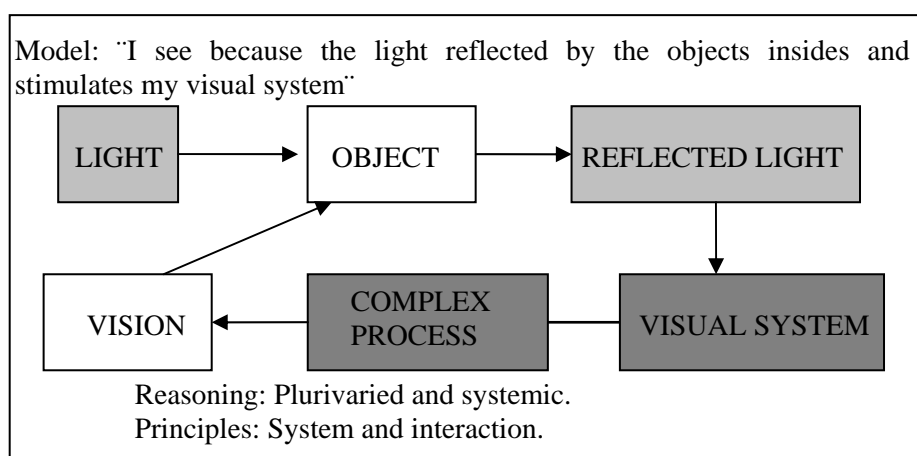 Model: ¨I see because the light reflected by the objects insides and
stimulates my visual system¨
LIGHT
OBJECT
REFLECTED LIGHT
VISION
COMPLEX
PROCESS
VISUAL SYSTEM
Reasoning: Plurivaried and systemic.
Principles: System and interaction.